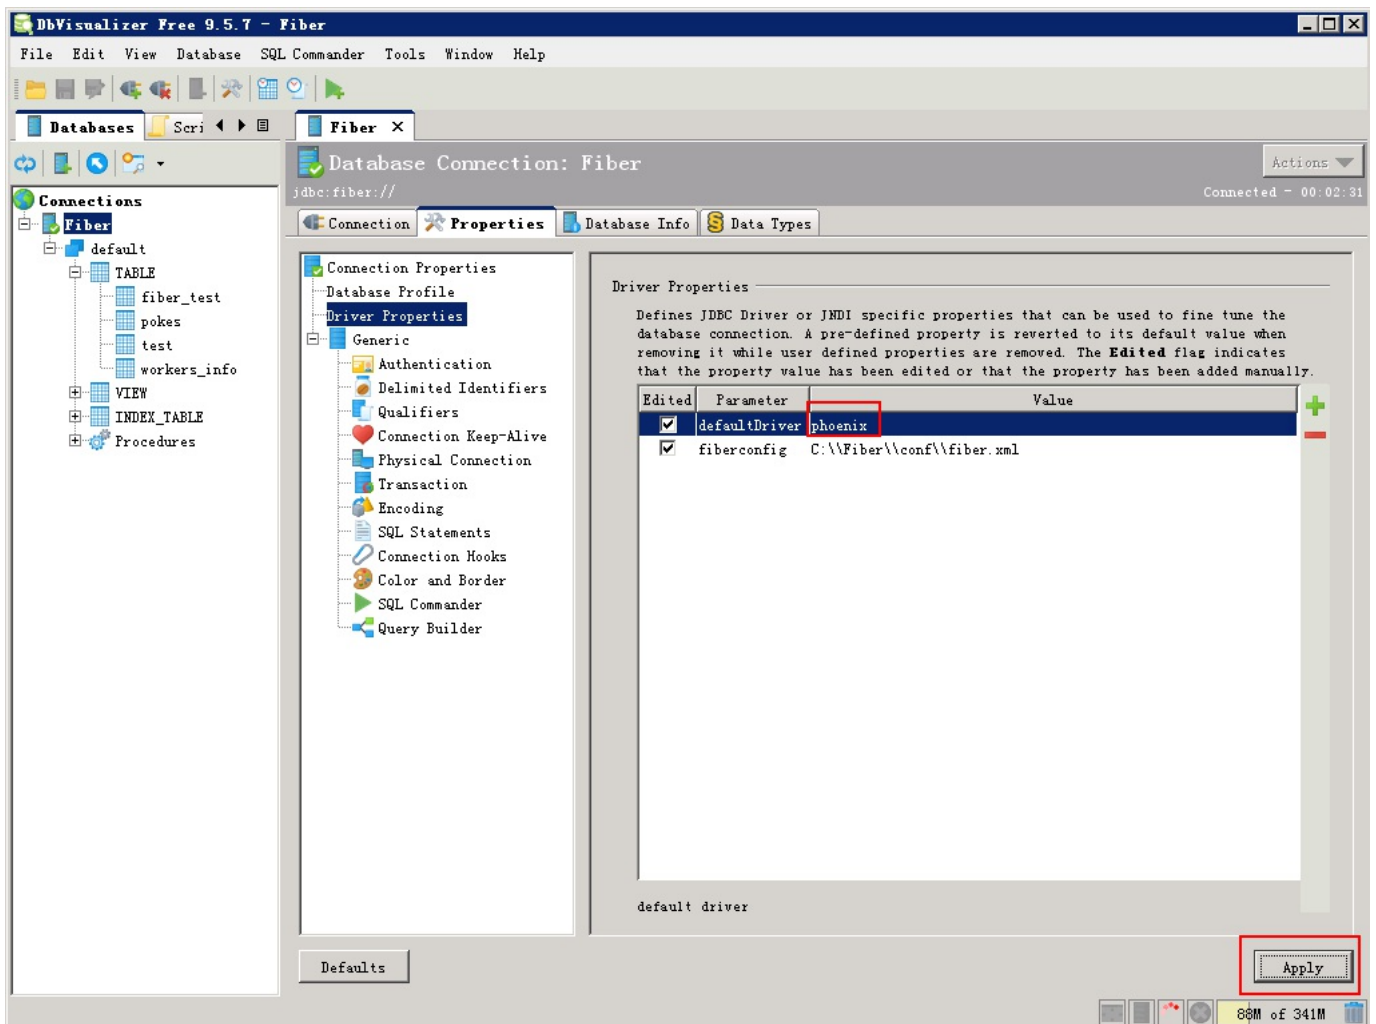 DbVisualizer Free 9.5.7 - Fiber
File Edit View Database SQL Commander Tools Window Help
Databases Scri Fiber X
Database Connection: Fiber Actions
jdbc:fiber:// Connected - 00:02:31
Connection Properties Database Info Data Types
Connections
Fiber
default
TABLE
fiber_test
pokes
test
workers_info
VIEW
INDEX_TABLE
Procedures
Connection Properties
Database Profile
Driver Properties
Generic
Authentication
Delimited Identifiers
Qualifiers
Connection Keep-Alive
Physical Connection
Transaction
Encoding
SQL Statements
Connection Hooks
Color and Border
SQL Commander
Query Builder
Driver Properties
Defines JDBC Driver or JNDI specific properties that can be used to fine tune the
database connection. A pre-defined property is reverted to its default value when
removing it while user defined properties are removed. The Edited flag indicates
that the property value has been edited or that the property has been added manually.
Edited Parameter Value
defaultDriver phoenix
fiberconfig C:\\Fiber\\conf\\fiber.xml
default driver
Defaults Apply
88M of 341M